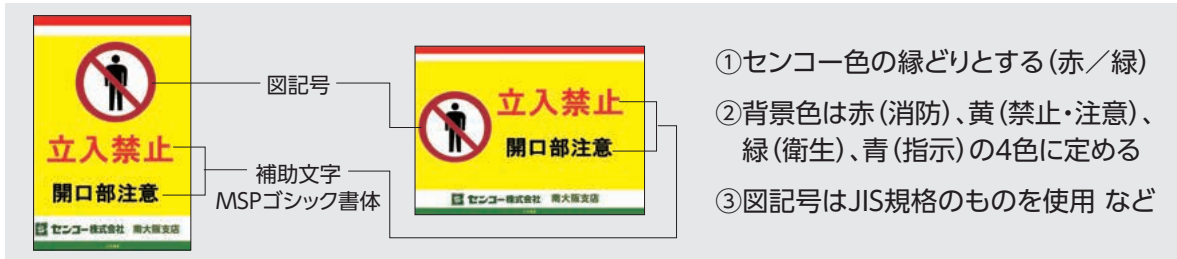 立入禁止
開口部注意
センコー株式会社 南大阪支店
図記号
補助文字
MSPゴシック書体
立入禁止
開口部注意
センコー株式会社 南大阪支店
①センコー色の縁どりとする(赤/緑)
②背景色は赤(消防)、黄(禁止・注意)、
緑(衛生)、青(指示)の4色に定める
③図記号はJIS規格のものを使用 など